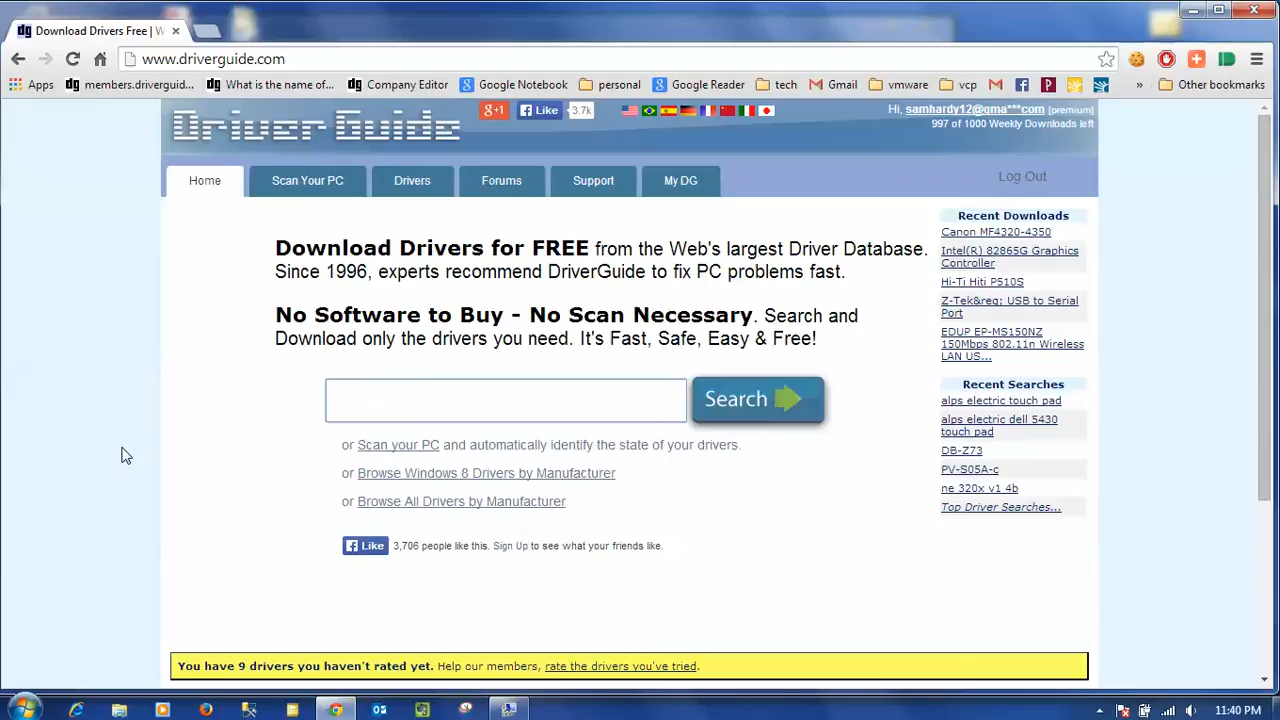 Download Drivers Free | W
www.driverguide.com
Apps
members.driverguid...
What is the name of...
Company Editors
Google Notebook
personal
Google Reader
tech
Gmail
vmware
vcp
»
Other bookmarks
Driver Guide
+1
Like
3.7k
Hi, samhardy12@gma***com [premium]
997 of 1000 Weekly Downloads left
Home
Scan Your PC
Drivers
Forums
Support
My DG
Log Out
Download Drivers for FREE from the Web's largest Driver Database.
Since 1996, experts recommend DriverGuide to fix PC problems fast.
No Software to Buy - No Scan Necessary. Search and
Download only the drivers you need. It's Fast, Safe, Easy & Free!
Search
or Scan your PC and automatically identify the state of your drivers.
or Browse Windows 8 Drivers by Manufacturer
or Browse All Drivers by Manufacturer
Like
3,706 people like this. Sign Up to see what your friends like.
Recent Downloads
Canon MF4320-4350
Intel(R) 82865G Graphics
Controller
Hi-Ti Hiti P510S
Z-Tek&reg; USB to Serial
Port
EDUP EP-MS150NZ
150Mbps 802.11n Wireless
LAN US...
Recent Searches
alps electric touch pad
alps electric dell 5430
touch pad
DB-Z73
PV-S05A-c
ne 320x v1 4b
Top Driver Searches...
You have 9 drivers you haven't rated yet. Help our members, rate the drivers you've tried.
11:40 PM